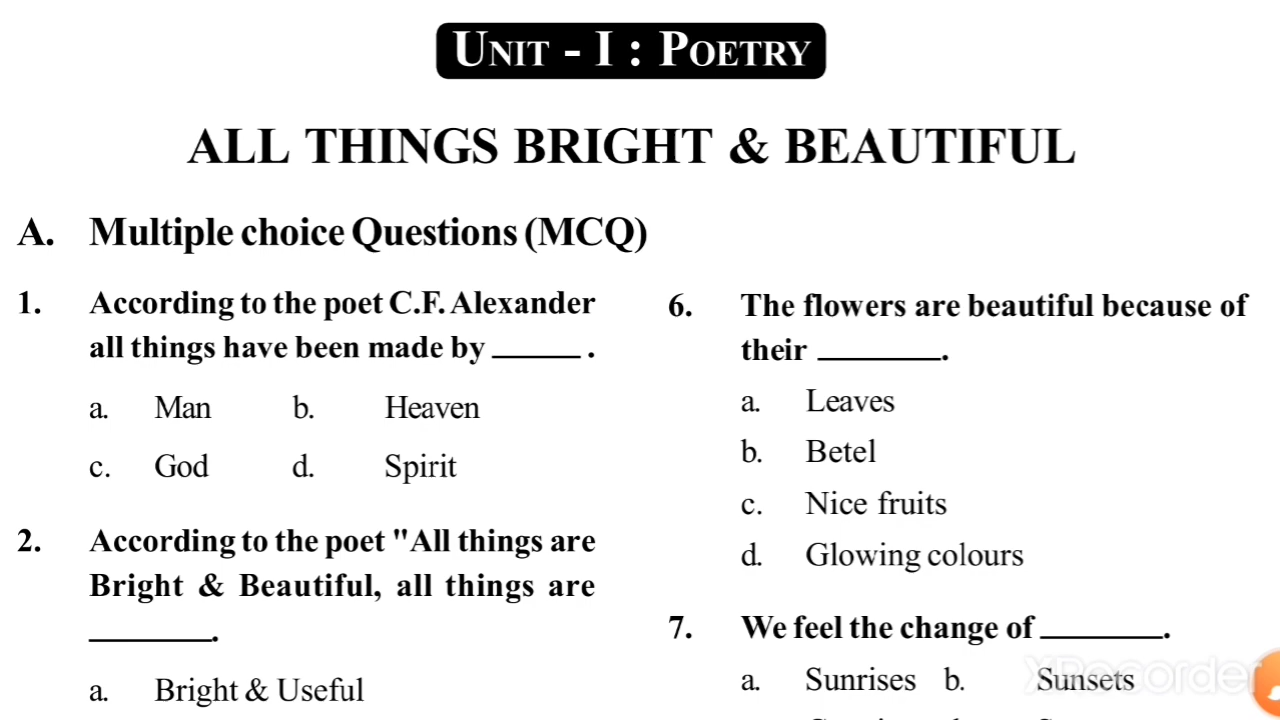 UNIT - I : POETRY
ALL THINGS BRIGHT & BEAUTIFUL
A. Multiple choice Questions (MCQ)
1. According to the poet C.F. Alexander
all things have been made by ______ .
a. Man b. Heaven
c. God d. Spirit
2. According to the poet "All things are
Bright & Beautiful, all things are
________.
a. Bright & Useful
6. The flowers are beautiful because of
their ________.
a. Leaves
b. Betel
c. Nice fruits
d. Glowing colours
7. We feel the change of ________.
a. Sunrises b. Sunsets
XRecorder